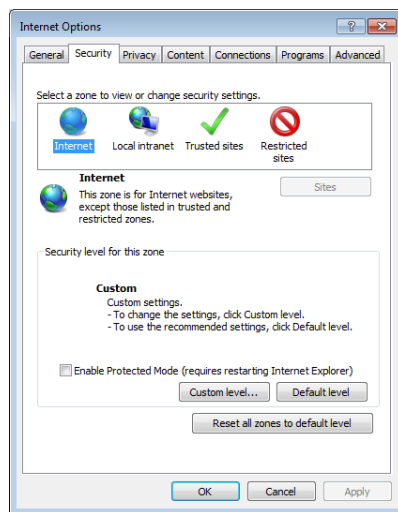 Internet Options
General Security Privacy Content Connections Programs Advanced
Select a zone to view or change security settings.
Internet Local intranet Trusted sites Restricted
sites
Internet
Sites
This zone is for Internet websites,
except those listed in trusted and
restricted zones.
Security level for this zone
Custom
Custom settings.
- To change the settings, click Custom level.
- To use the recommended settings, click Default level.
Enable Protected Mode (requires restarting Internet Explorer)
Custom level... Default level
Reset all zones to default level
OK Cancel Apply